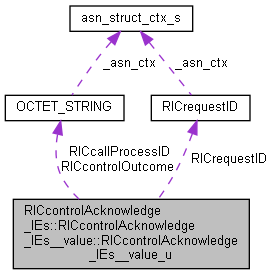 asn_struct_ctx_s
_asn_ctx
_asn_ctx
OCTET_STRING
RICrequestID
RICcallProcessID
RICcontrolOutcome
RICrequestID
RICcontrolAcknowledge
_IEs::RICcontrolAcknowledge
_IEs__value::RICcontrolAcknowledge
_IEs__value_u